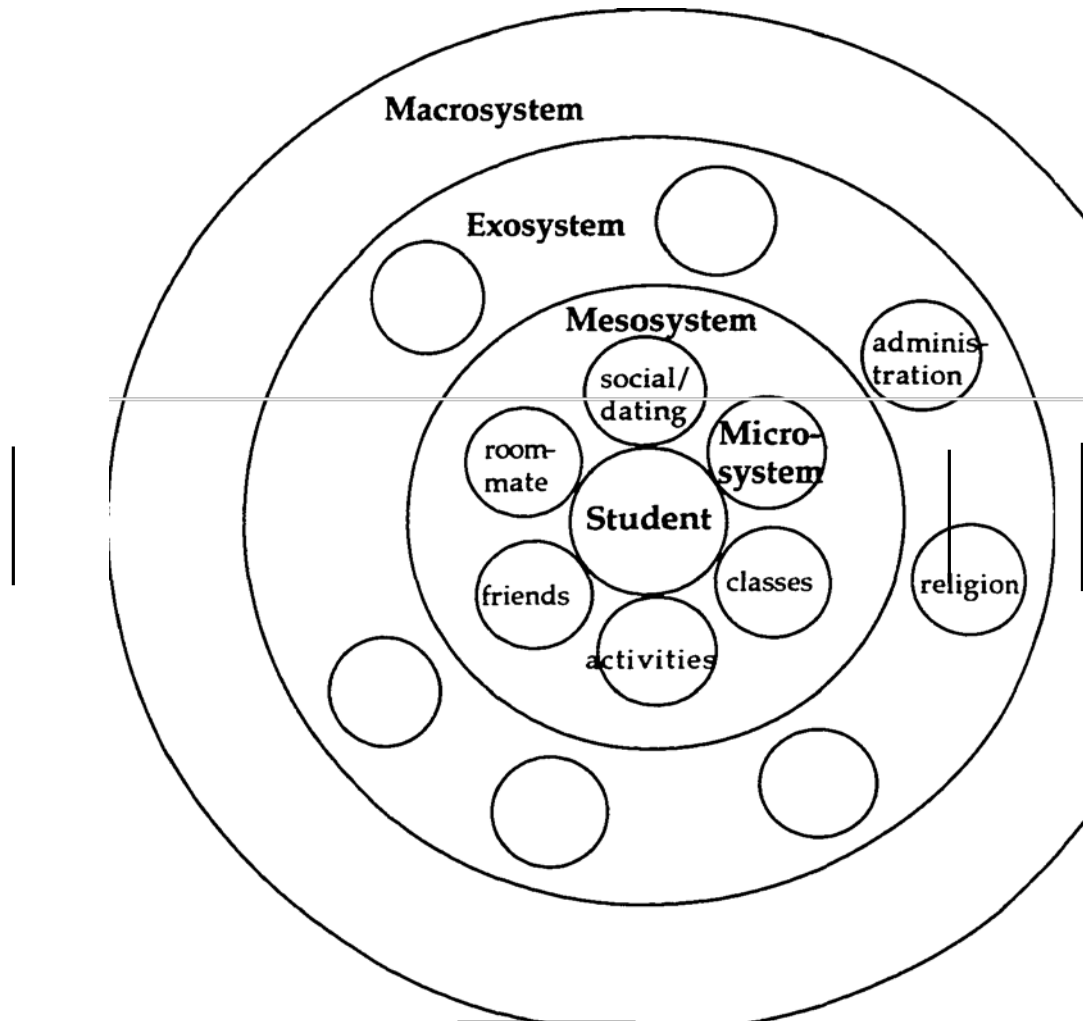 Macrosystem
Exosystem
Mesosystem
adminis-
tration
social/
dating
Micro-
system
room-
mate
Student
classes
religion
friends
activities